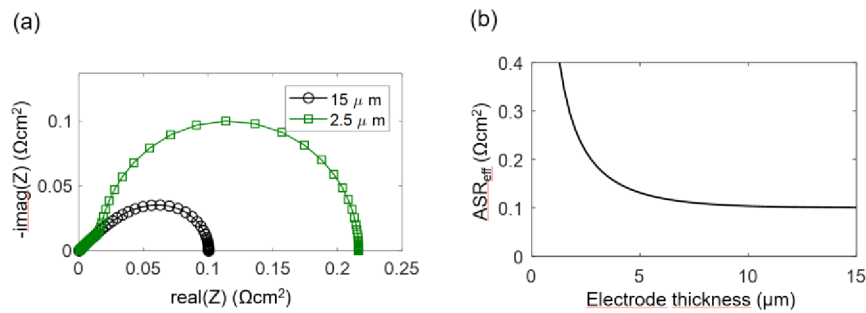 (a)
-imag(Z) (Ωcm²)
0.1
0.05
0
15 μ m
2.5 μ m
0 0.05 0.1 0.15 0.2 0.25
real(Z) (Ωcm²)
(b)
ASReff (Ωcm²)
0.4
0.3
0.2
0.1
0
0 5 10 15
Electrode thickness (μm)